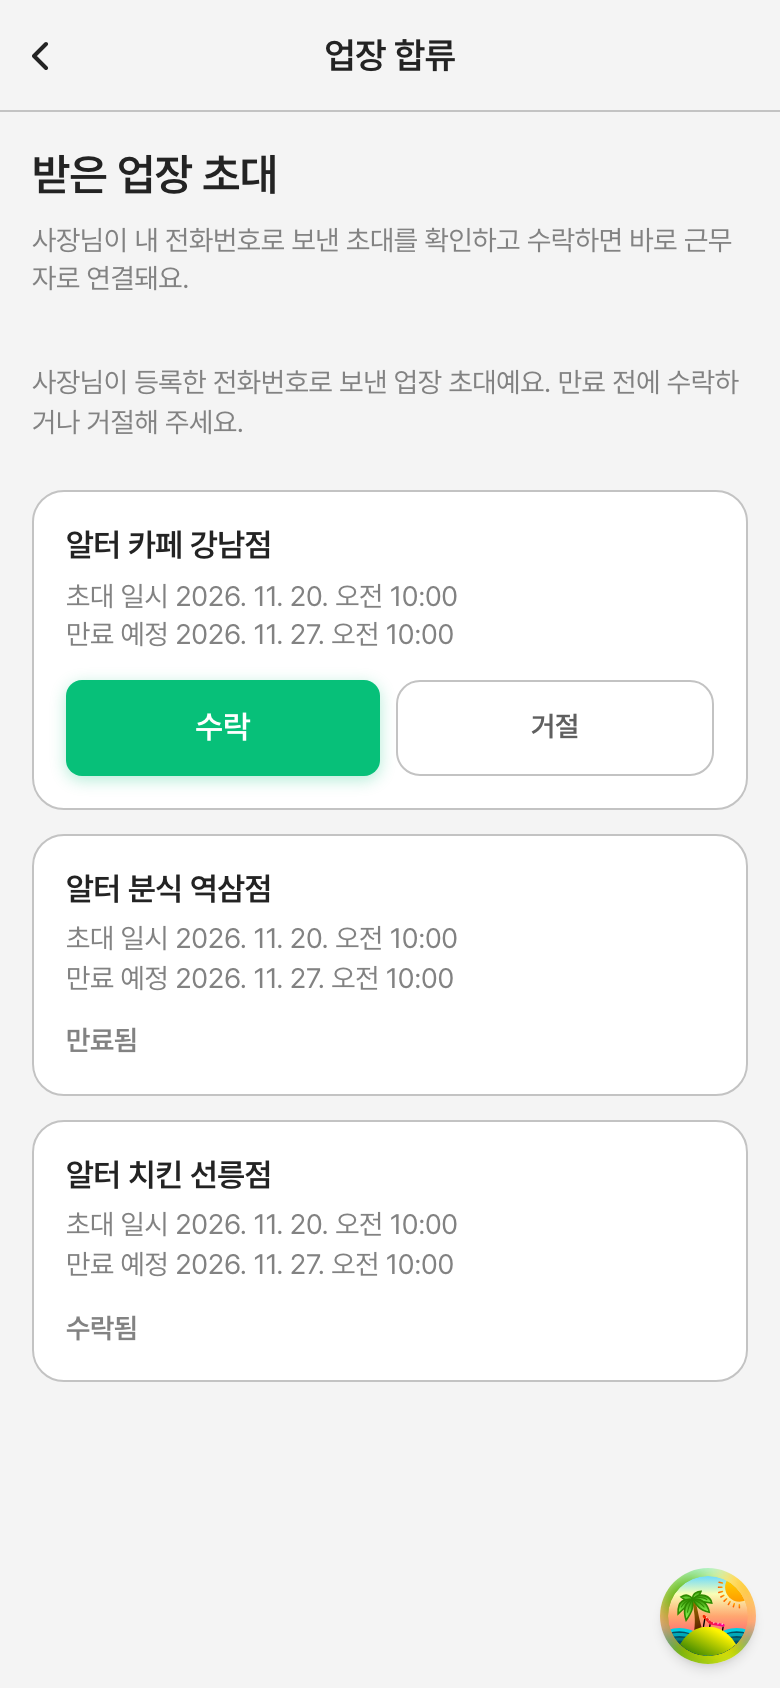 업장 합류
받은 업장 초대
사장님이 내 전화번호로 보낸 초대를 확인하고 수락하면 바로 근무
자로 연결돼요.
사장님이 등록한 전화번호로 보낸 업장 초대예요. 만료 전에 수락하
거나 거절해 주세요.
알터 카페 강남점
초대 일시 2026. 11. 20. 오전 10:00
만료 예정 2026. 11. 27. 오전 10:00
수락
거절
알터 분식 역삼점
초대 일시 2026. 11. 20. 오전 10:00
만료 예정 2026. 11. 27. 오전 10:00
만료됨
알터 치킨 선릉점
초대 일시 2026. 11. 20. 오전 10:00
만료 예정 2026. 11. 27. 오전 10:00
수락됨